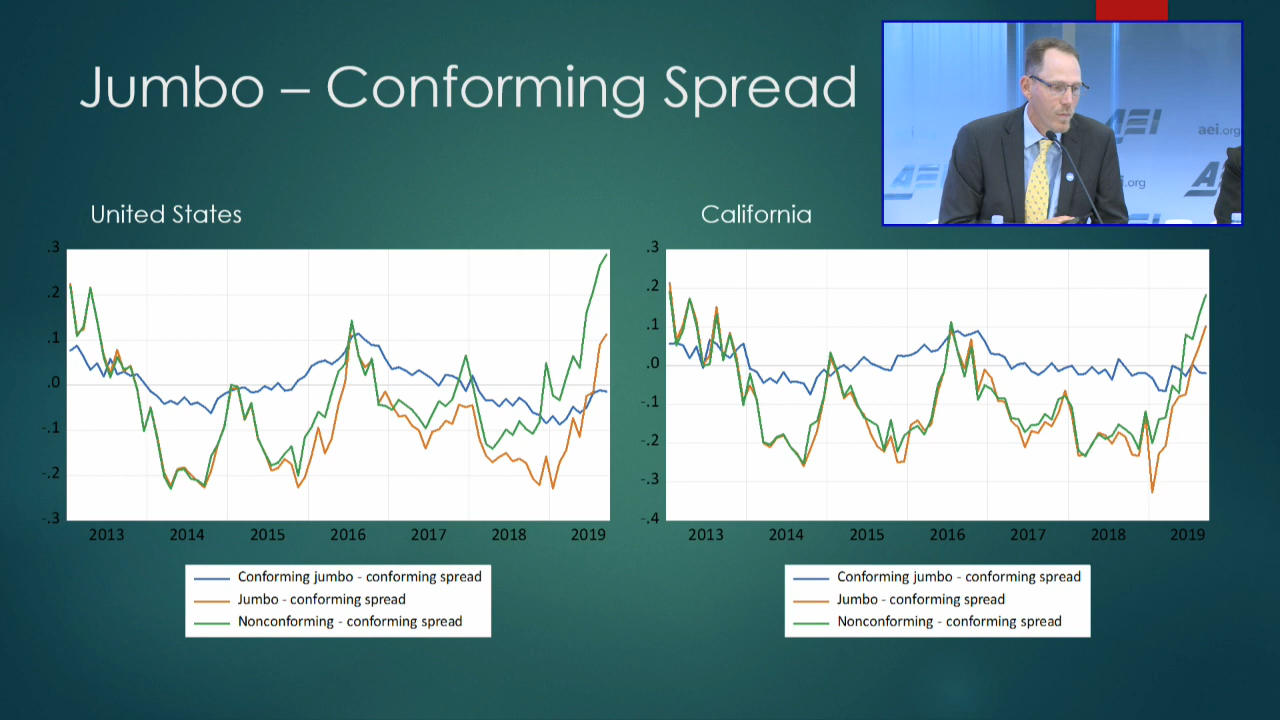 Jumbo – Conforming Spread
AEI
aei.org
AEI
ei.org
United States
California
.3
.2
.1
.0
-.1
-.2
-.3
2013 2014 2015 2016 2017 2018 2019
Conforming jumbo - conforming spread
Jumbo - conforming spread
Nonconforming - conforming spread
.3
.2
.1
.0
-.1
-.2
-.3
-.4
2013 2014 2015 2016 2017 2018 2019
Conforming jumbo - conforming spread
Jumbo - conforming spread
Nonconforming - conforming spread